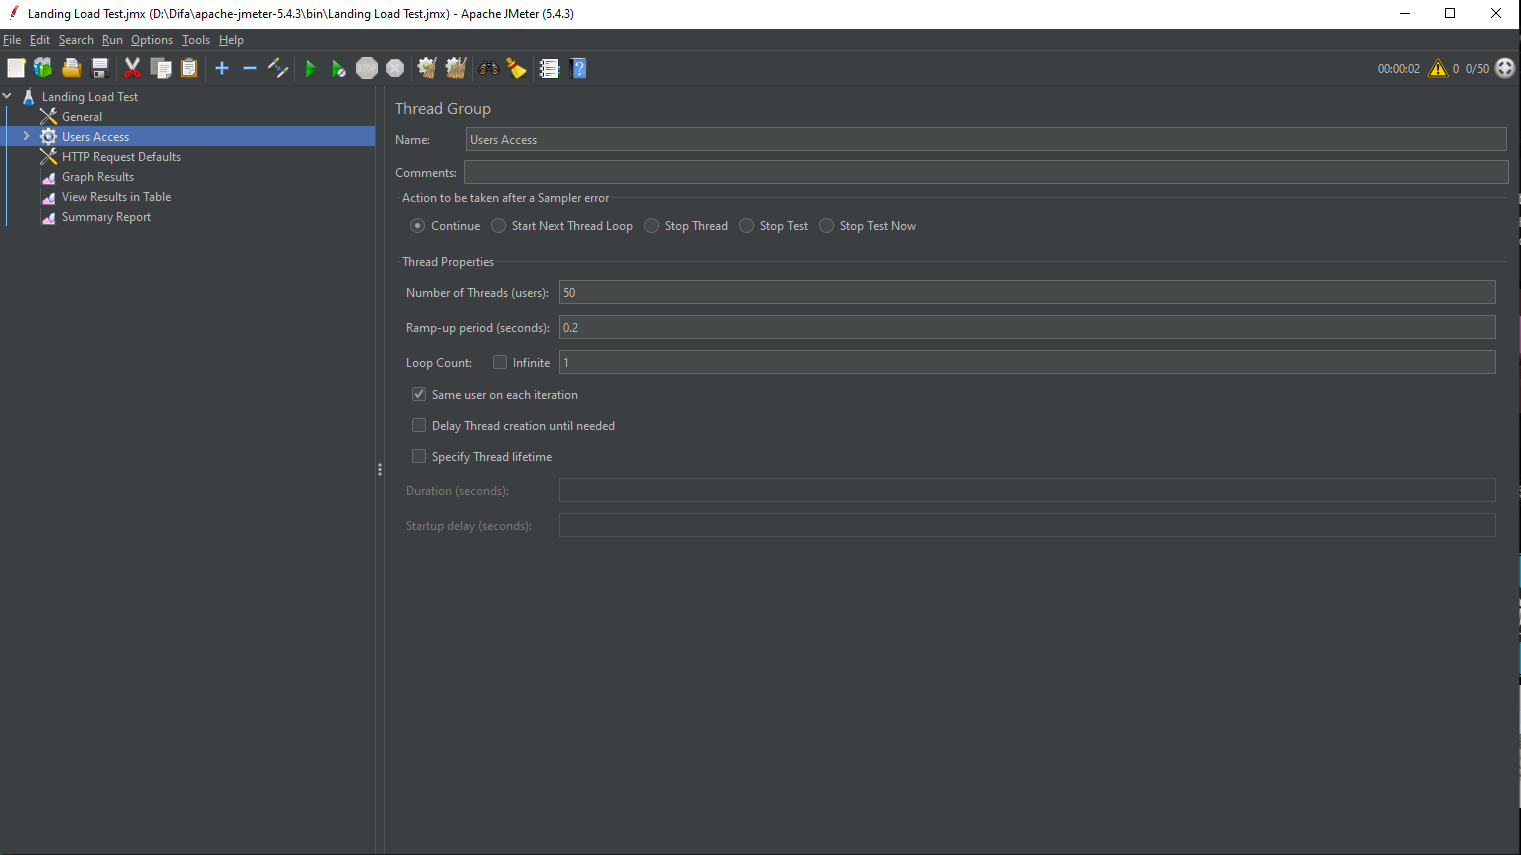 Landing Load Test.jmx (D:\Difa\apache-jmeter-5.4.3\bin\Landing Load Test.jmx) - Apache JMeter (5.4.3)
File Edit Search Run Options Tools Help
00:00:02 0 0/50
Landing Load Test
General
Users Access
HTTP Request Defaults
Graph Results
View Results in Table
Summary Report
Thread Group
Name: Users Access
Comments:
Action to be taken after a Sampler error
Continue Start Next Thread Loop Stop Thread Stop Test Stop Test Now
Thread Properties
Number of Threads (users): 50
Ramp-up period (seconds): 0.2
Loop Count: Infinite 1
Same user on each iteration
Delay Thread creation until needed
Specify Thread lifetime
Duration (seconds):
Startup delay (seconds):